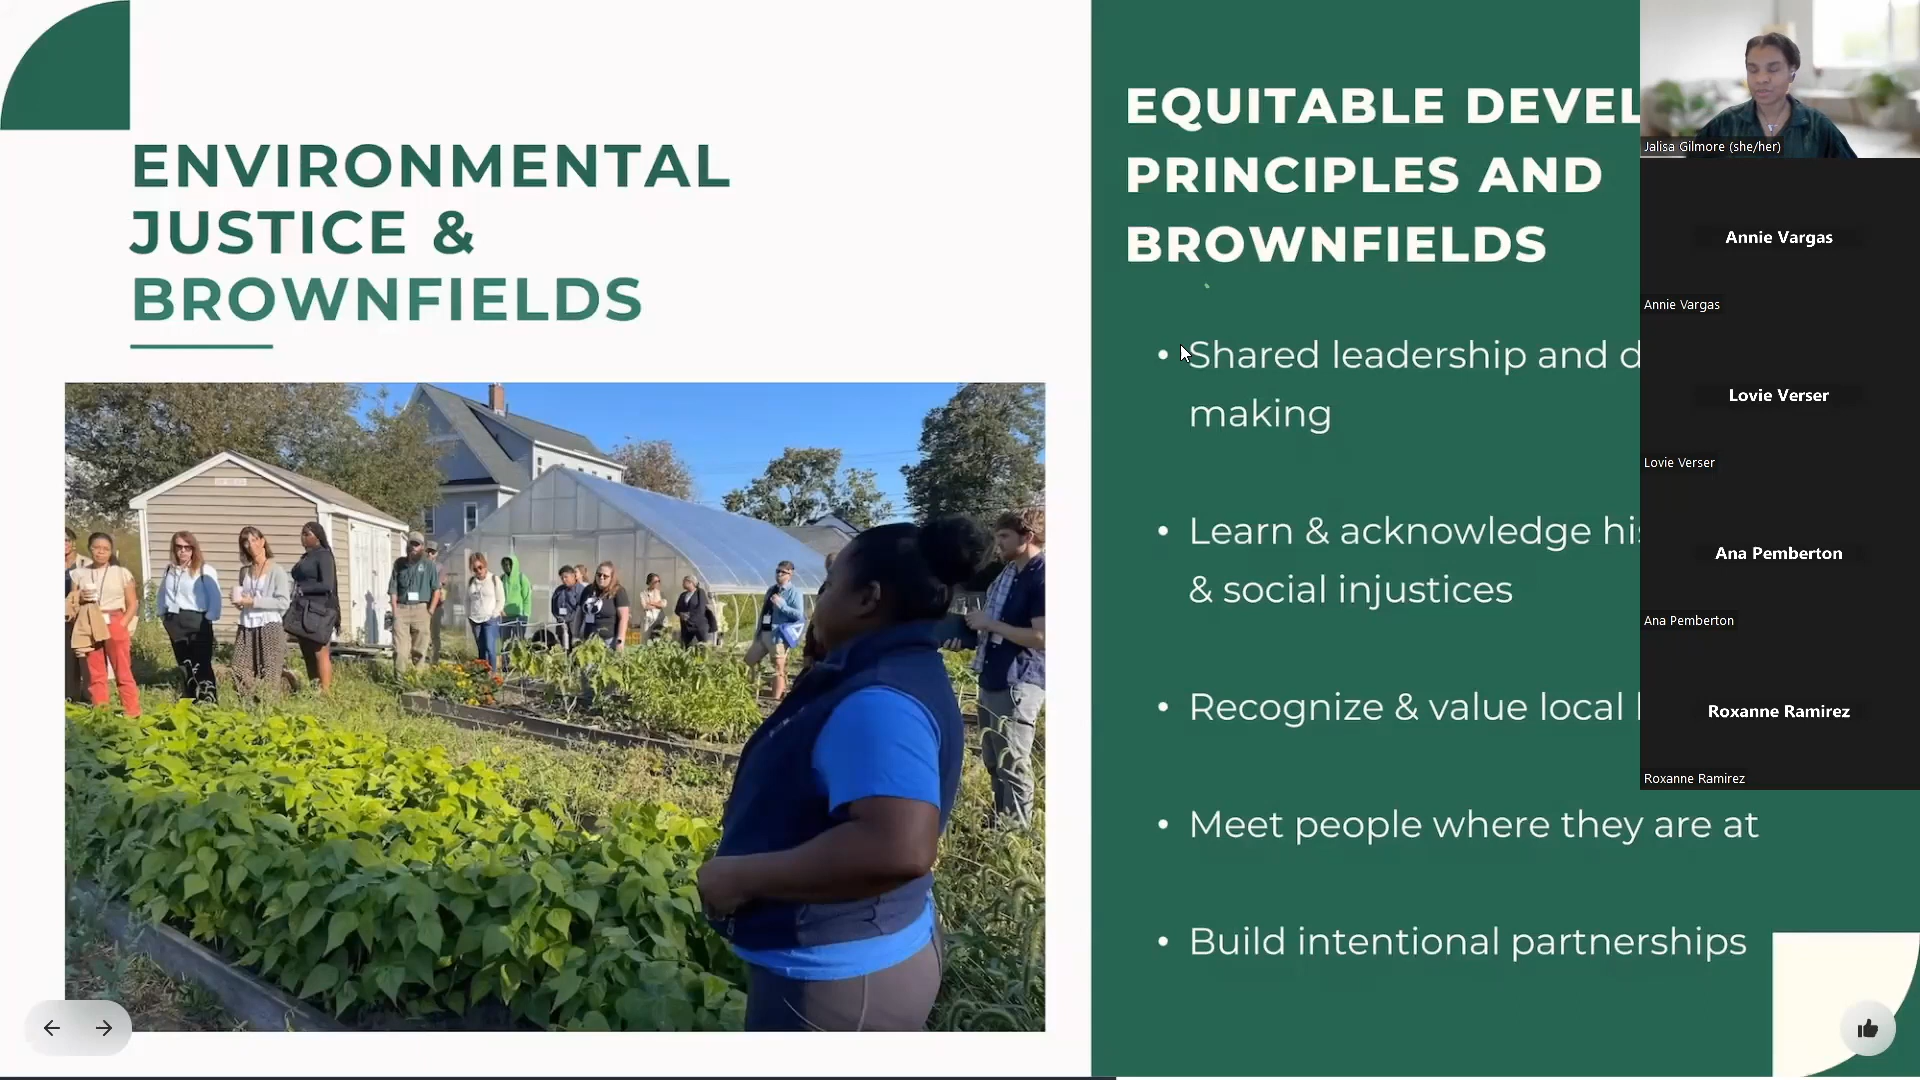 ENVIRONMENTAL
JUSTICE &
BROWNFIELDS
EQUITABLE DEVEL
PRINCIPLES AND
BROWNFIELDS
• Shared leadership and d
making
• Learn & acknowledge his
& social injustices
• Recognize & value local
• Meet people where they are at
• Build intentional partnerships
Jalisa Gilmore (she/her)
Annie Vargas
Annie Vargas
Lovie Verser
Lovie Verser
Ana Pemberton
Ana Pemberton
Roxanne Ramirez
Roxanne Ramirez